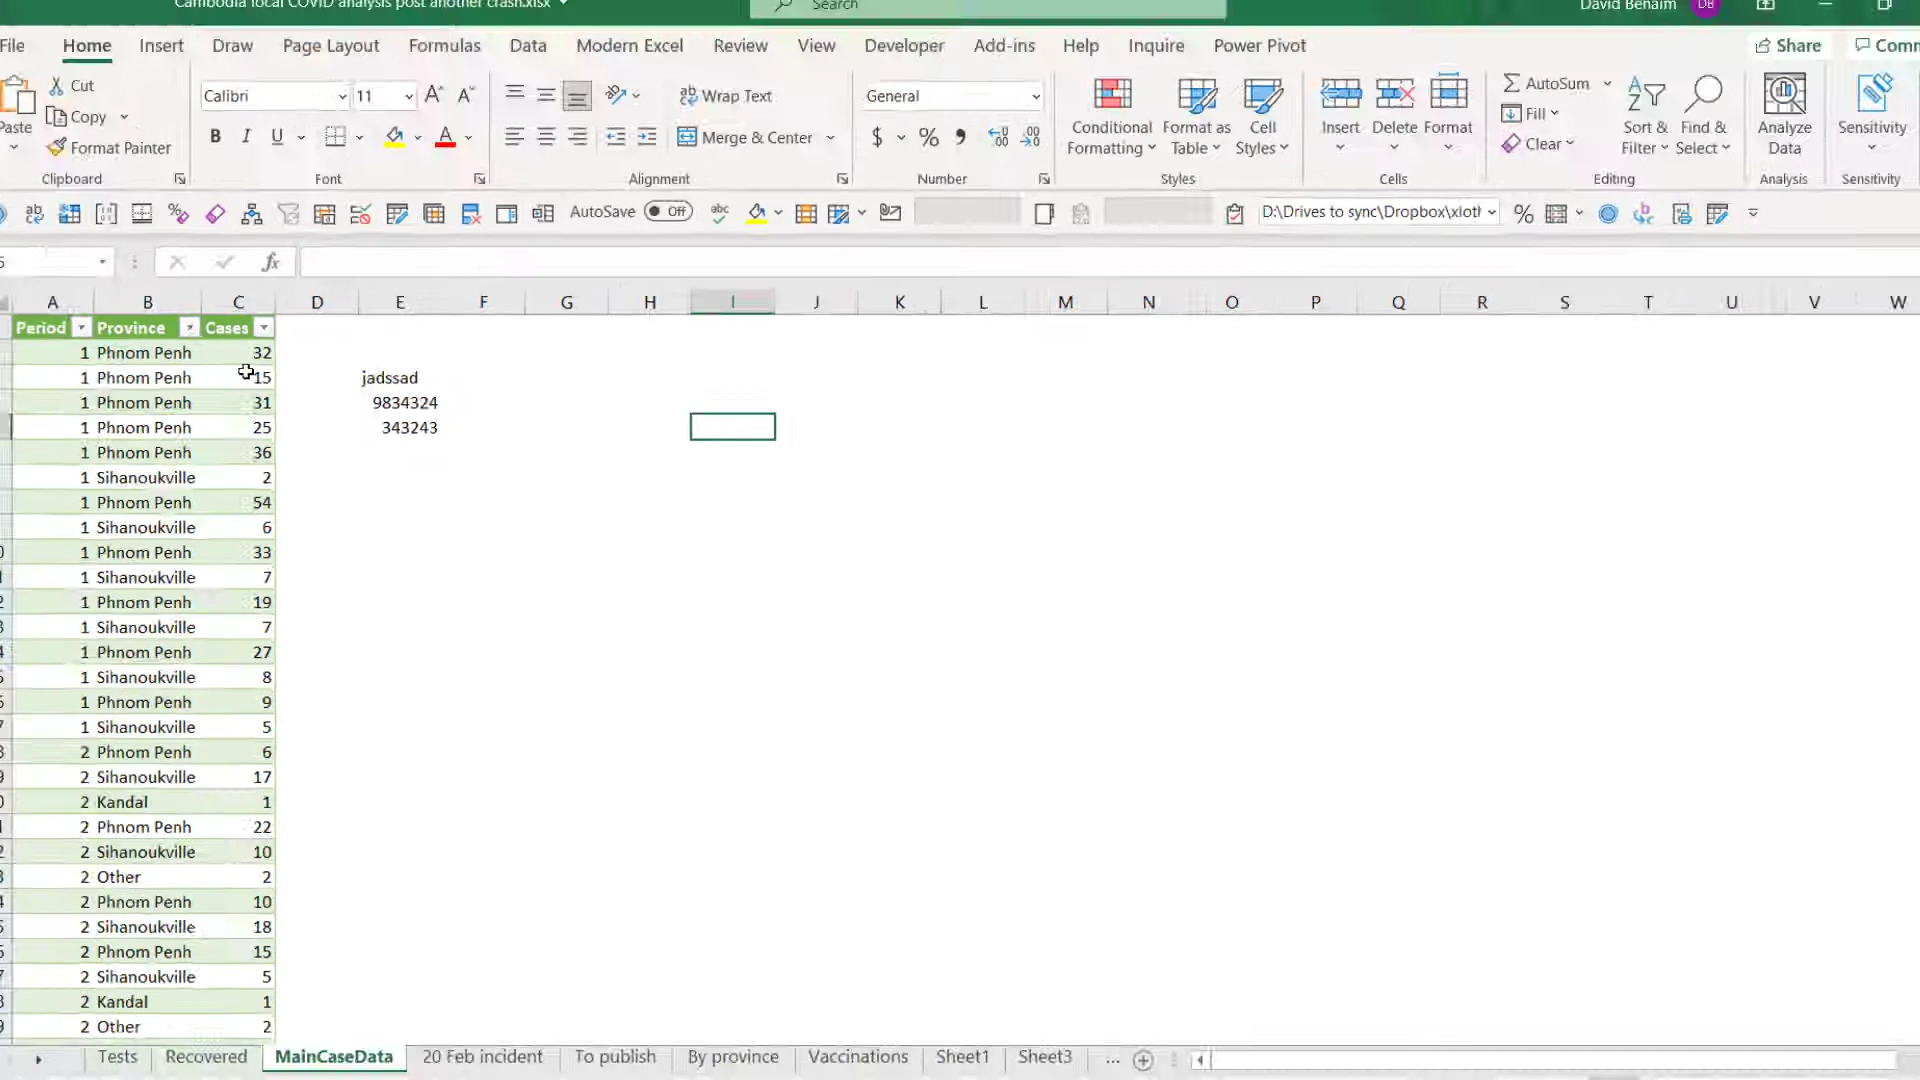 Cambodia local COVID analysis post another crash.xlsx
Search
David Benaim DB
File Home Insert Draw Page Layout Formulas Data Modern Excel Review View Developer Add-ins Help Inquire Power Pivot Share Comm
Paste Cut
Copy
Format Painter
Calibri 11
B I U
Wrap Text
Merge & Center
General
$ %
Conditional Formatting
Format as Table
Cell Styles
Insert Delete Format
AutoSum
Fill
Clear
Sort & Filter
Find & Select
Analyze Data
Sensitivity
Clipboard Font Alignment Number Styles Cells Editing Analysis Sensitivity
AutoSave Off
D:\Drives to sync\Dropbox\xlotl
fx
A B C D E F G H I J K L M N O P Q R S T U V W
Period Province Cases
1 Phnom Penh 32
1 Phnom Penh 15 jadssad
1 Phnom Penh 31 9834324
1 Phnom Penh 25 343243
1 Phnom Penh 36
1 Sihanoukville 2
1 Phnom Penh 54
1 Sihanoukville 6
1 Phnom Penh 33
1 Sihanoukville 7
1 Phnom Penh 19
1 Sihanoukville 7
1 Phnom Penh 27
1 Sihanoukville 8
1 Phnom Penh 9
1 Sihanoukville 5
2 Phnom Penh 6
2 Sihanoukville 17
2 Kandal 1
2 Phnom Penh 22
2 Sihanoukville 10
2 Other 2
2 Phnom Penh 10
2 Sihanoukville 18
2 Phnom Penh 15
2 Sihanoukville 5
2 Kandal 1
2 Other 2
Tests Recovered MainCaseData 20 Feb incident To publish By province Vaccinations Sheet1 Sheet3 ...